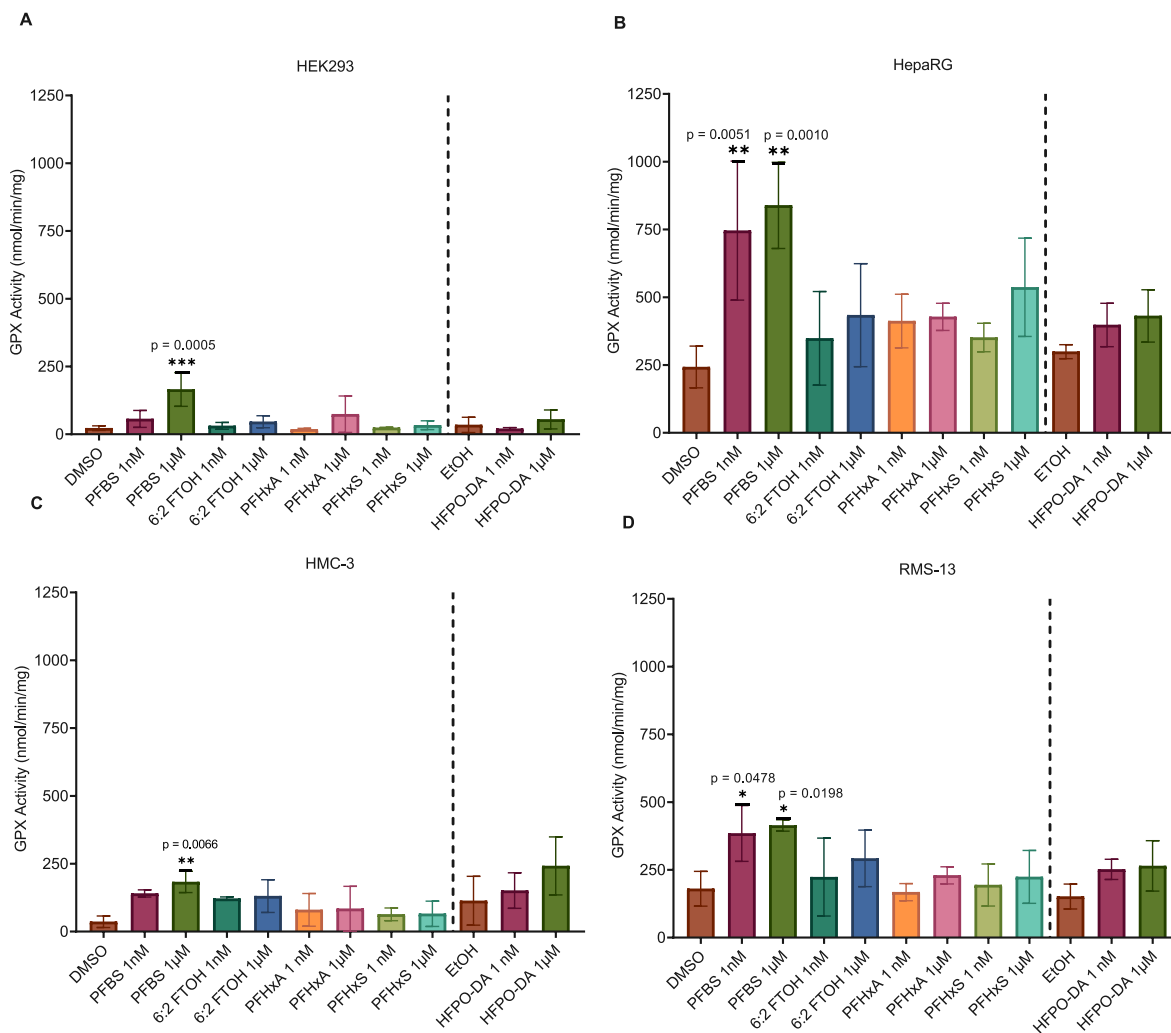 A
HEK293
GPX Activity (nmol/min/mg)
1250
1000
750
500
250
0
p = 0.0005
***
DMSO
PFBS 1nM
PFBS 1µM
6:2 FTOH 1nM
6:2 FTOH 1µM
PFHxA 1 nM
PFHxA 1µM
PFHxS 1 nM
PFHxS 1µM
EtOH
HFPO-DA 1 nM
HFPO-DA 1µM
B
HepaRG
GPX Activity (nmol/min/mg)
1250
1000
750
500
250
0
p = 0.0051
**
p = 0.0010
**
DMSO
PFBS 1nM
PFBS 1µM
6:2 FTOH 1nM
6:2 FTOH 1µM
PFHxA 1 nM
PFHxA 1µM
PFHxS 1 nM
PFHxS 1µM
ETOH
HFPO-DA 1 nM
HFPO-DA 1µM
C
HMC-3
GPX Activity (nmol/min/mg)
1250
1000
750
500
250
0
p = 0.0066
**
DMSO
PFBS 1nM
PFBS 1µM
6:2 FTOH 1nM
6:2 FTOH 1µM
PFHxA 1 nM
PFHxA 1µM
PFHxS 1 nM
PFHxS 1µM
EtOH
HFPO-DA 1 nM
HFPO-DA 1µM
D
RMS-13
GPX Activity (nmol/min/mg)
1250
1000
750
500
250
0
p = 0.0478
*
p = 0.0198
*
DMSO
PFBS 1nM
PFBS 1µM
6:2 FTOH 1nM
6:2 FTOH 1µM
PFHxA 1 nM
PFHxA 1µM
PFHxS 1 nM
PFHxS 1µM
EtOH
HFPO-DA 1 nM
HFPO-DA 1µM